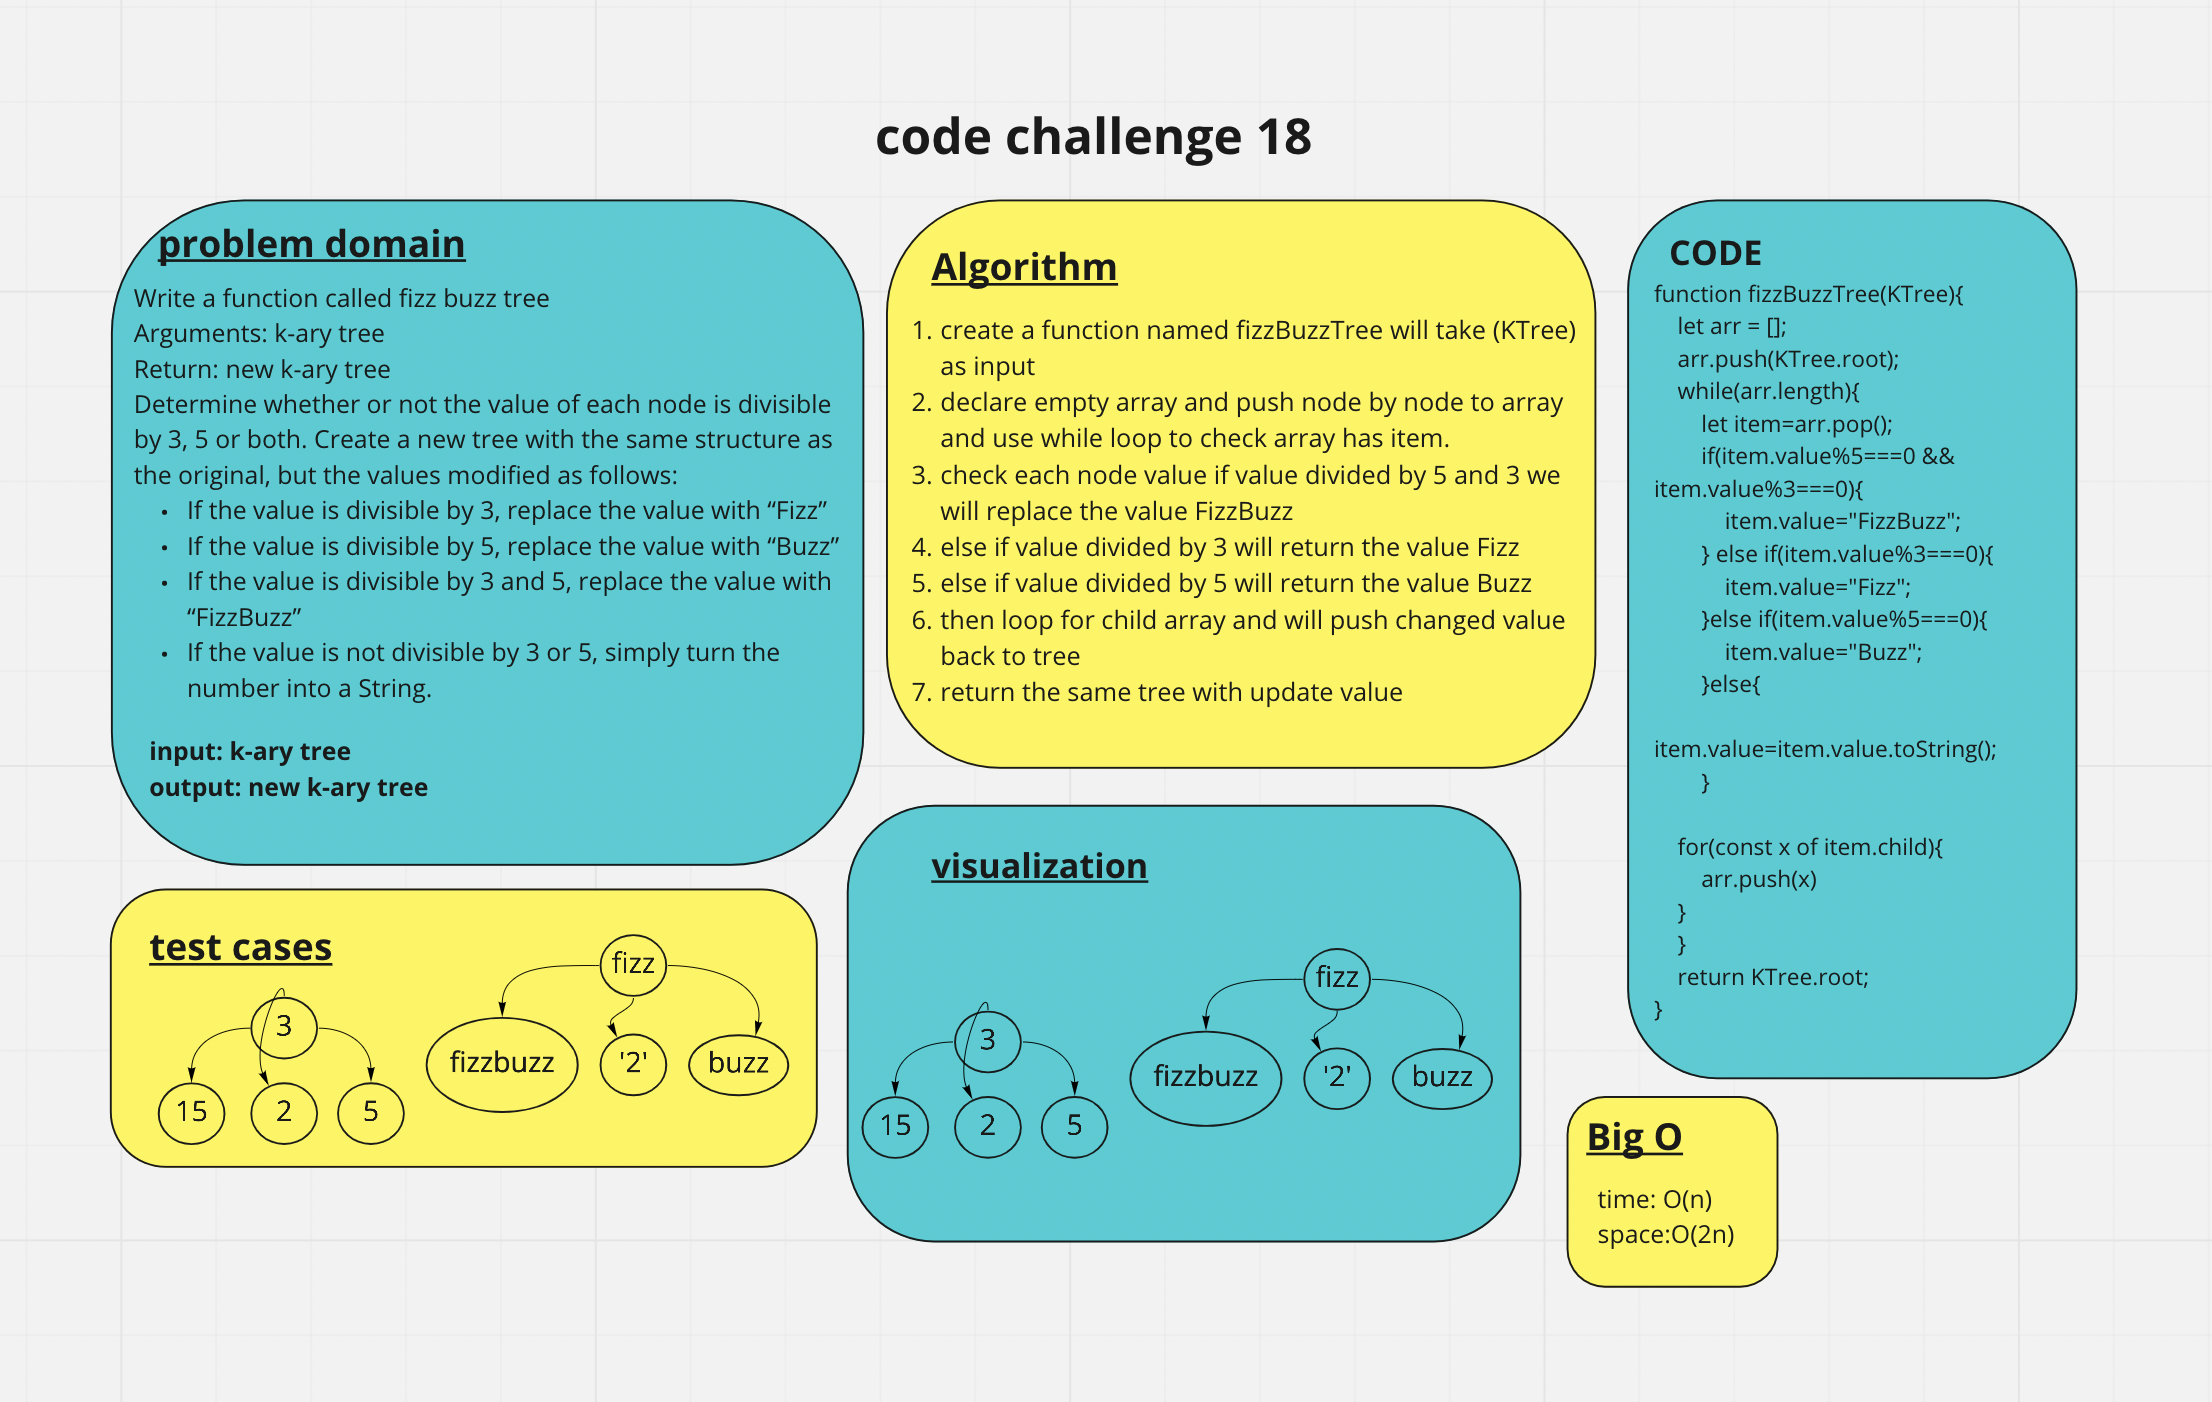 code challenge 18
problem domain
Write a function called fizz buzz tree
Arguments: k-ary tree
Return: new k-ary tree
Determine whether or not the value of each node is divisible
by 3, 5 or both. Create a new tree with the same structure as
the original, but the values modified as follows:
• If the value is divisible by 3, replace the value with “Fizz”
• If the value is divisible by 5, replace the value with “Buzz”
• If the value is divisible by 3 and 5, replace the value with
“FizzBuzz”
• If the value is not divisible by 3 or 5, simply turn the
number into a String.
input: k-ary tree
output: new k-ary tree
Algorithm
1. create a function named fizzBuzzTree will take (KTree)
as input
2. declare empty array and push node by node to array
and use while loop to check array has item.
3. check each node value if value divided by 5 and 3 we
will replace the value FizzBuzz
4. else if value divided by 3 will return the value Fizz
5. else if value divided by 5 will return the value Buzz
6. then loop for child array and will push changed value
back to tree
7. return the same tree with update value
CODE
function fizzBuzzTree(KTree){
let arr = [];
arr.push(KTree.root);
while(arr.length){
let item=arr.pop();
if(item.value%5===0 &&
item.value%3===0){
item.value="FizzBuzz";
} else if(item.value%3===0){
item.value="Fizz";
}else if(item.value%5===0){
item.value="Buzz";
}else{
item.value=item.value.toString();
}
for(const x of item.child){
arr.push(x)
}
}
return KTree.root;
}
test cases
3
15 2 5
fizz
fizzbuzz '2' buzz
visualization
3
15 2 5
fizz
fizzbuzz '2' buzz
Big O
time: O(n)
space:O(2n)